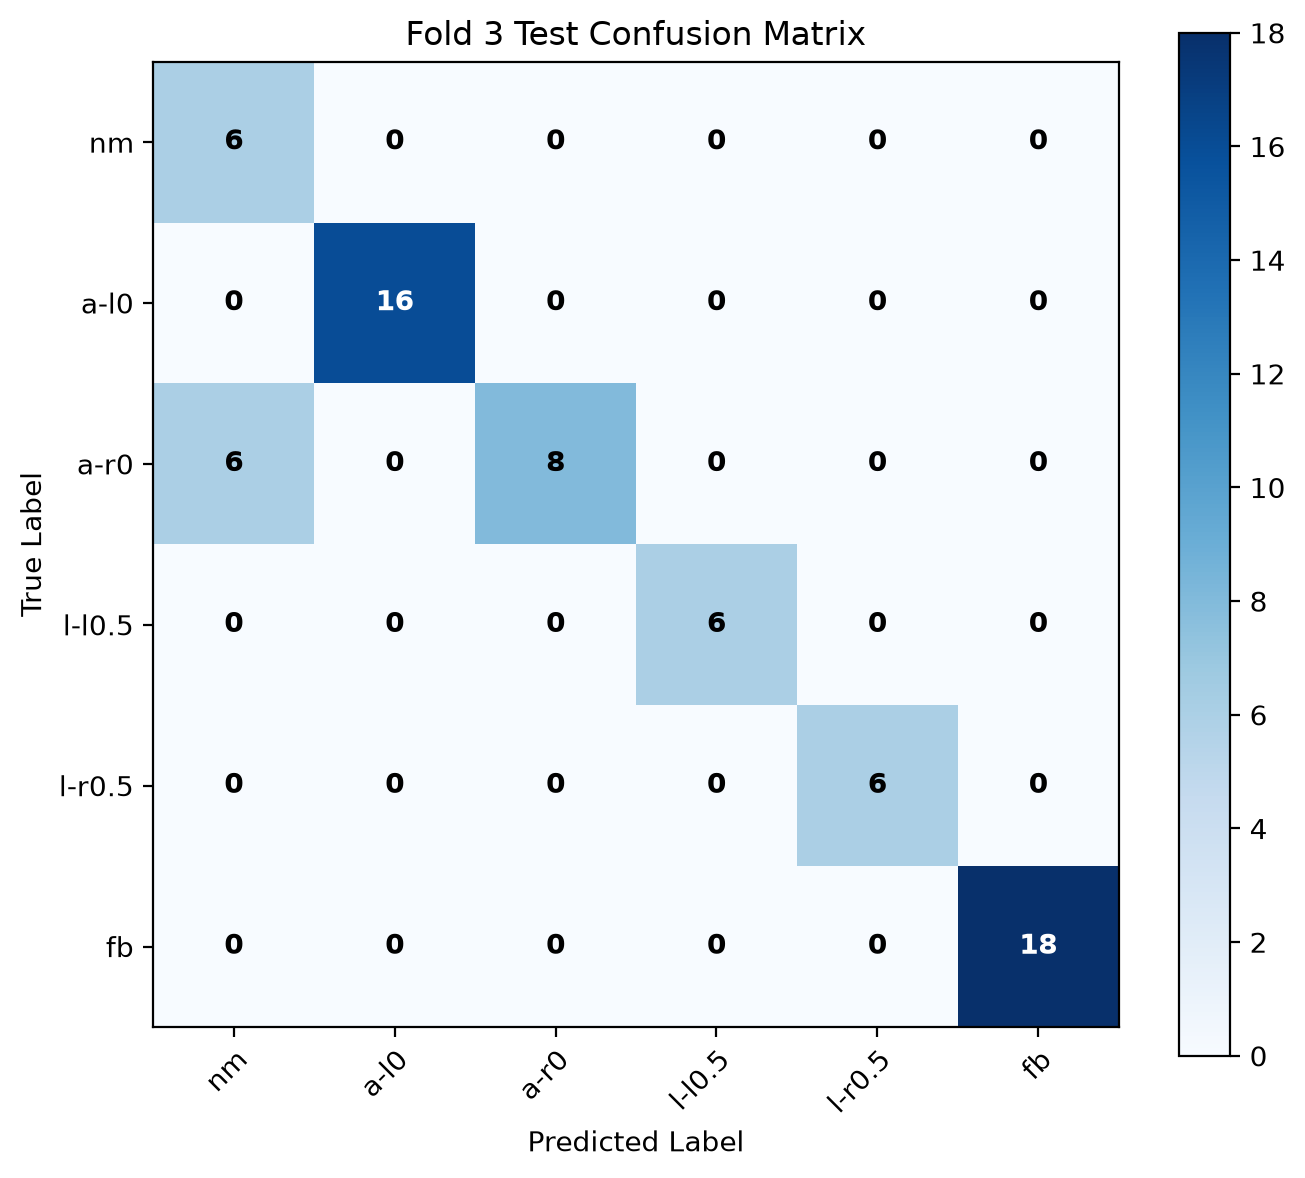 Fold 3 Test Confusion Matrix
True Label
nm 6 0 0 0 0 0
a-l0 0 16 0 0 0 0
a-r0 6 0 8 0 0 0
l-l0.5 0 0 0 6 0 0
l-r0.5 0 0 0 0 6 0
fb 0 0 0 0 0 18
nm a-l0 a-r0 l-l0.5 l-r0.5 fb
Predicted Label
18
16
14
12
10
8
6
4
2
0